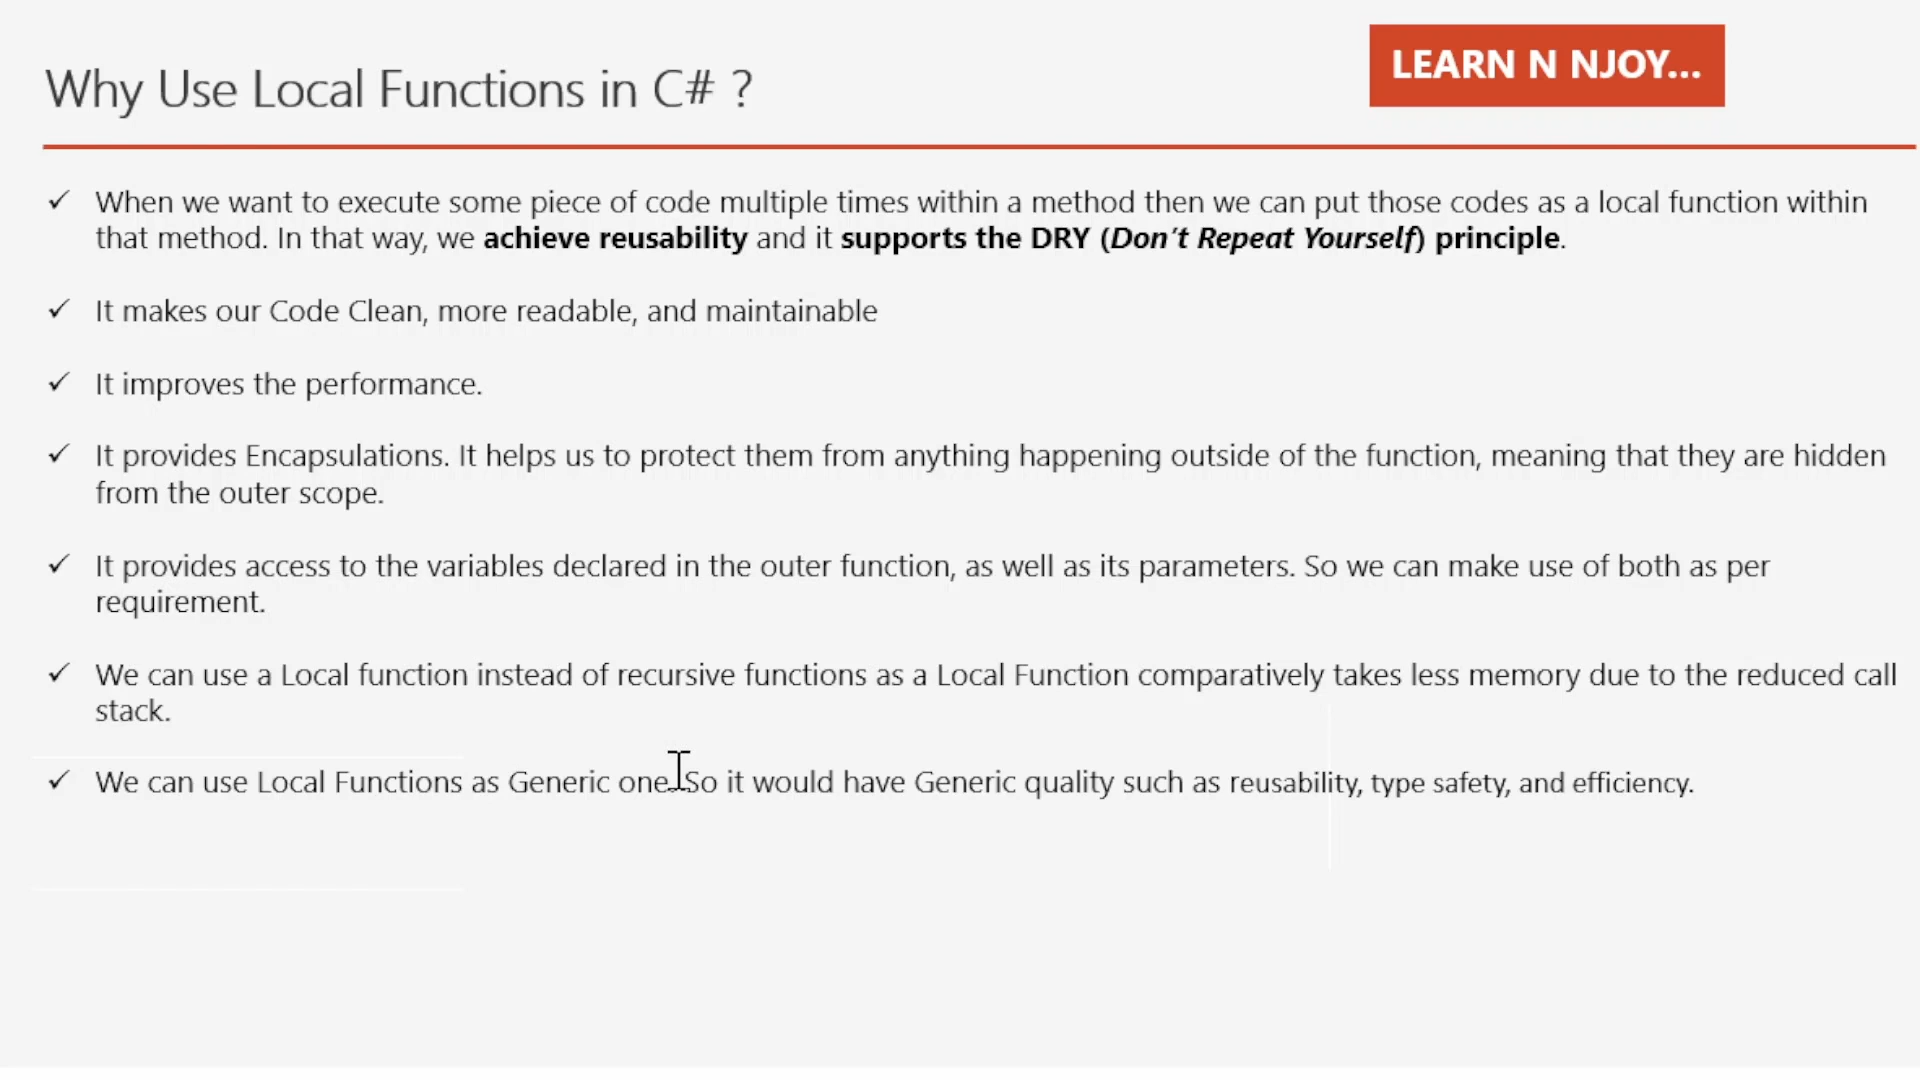 LEARN N NJOY...
Why Use Local Functions in C# ?
✓ When we want to execute some piece of code multiple times within a method then we can put those codes as a local function within
that method. In that way, we achieve reusability and it supports the DRY (Don't Repeat Yourself) principle.
✓ It makes our Code Clean, more readable, and maintainable
✓ It improves the performance.
✓ It provides Encapsulations. It helps us to protect them from anything happening outside of the function, meaning that they are hidden
from the outer scope.
✓ It provides access to the variables declared in the outer function, as well as its parameters. So we can make use of both as per
requirement.
✓ We can use a Local function instead of recursive functions as a Local Function comparatively takes less memory due to the reduced call
stack.
✓ We can use Local Functions as Generic one. So it would have Generic quality such as reusability, type safety, and efficiency.